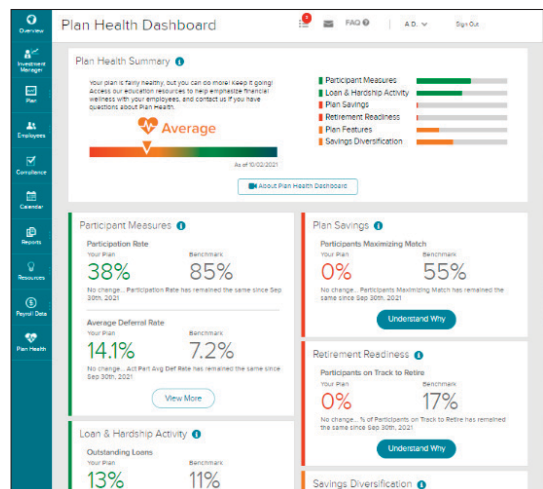 Plan Health Dashboard
2
FAQ
A D.
Sign Out
Overview
Investment
Manager
Plan
Employees
Compliance
Calendar
Reports
Resources
Payroll Data
Plan Health
Plan Health Summary
Your plan is fairly healthy, but you can do more! Keep it going!
Access our education resources to help emphasize financial
wellness with your employees, and contact us if you have
questions about Plan Health.
Average
As of 10/02/2021
Participant Measures
Loan & Hardship Activity
Plan Savings
Retirement Readiness
Plan Features
Savings Diversification
About Plan Health Dashboard
Participant Measures
Participation Rate
Your Plan Benchmark
38% 85%
No change... Participation Rate has remained the same since Sep
30th, 2021
Average Deferral Rate
Your Plan Benchmark
14.1% 7.2%
No change... Act Part Avg Def Rate has remained the same since
Sep 30th, 2021
View More
Loan & Hardship Activity
Outstanding Loans
Your Plan Benchmark
13% 11%
Plan Savings
Participants Maximizing Match
Your Plan Benchmark
0% 55%
No change... Participants Maximizing Match has remained the
same since Sep 30th, 2021
Understand Why
Retirement Readiness
Participants on Track to Retire
Your Plan Benchmark
0% 17%
No change... % of Participants on Track to Retire has remained
the same since Sep 30th, 2021
Understand Why
Savings Diversification